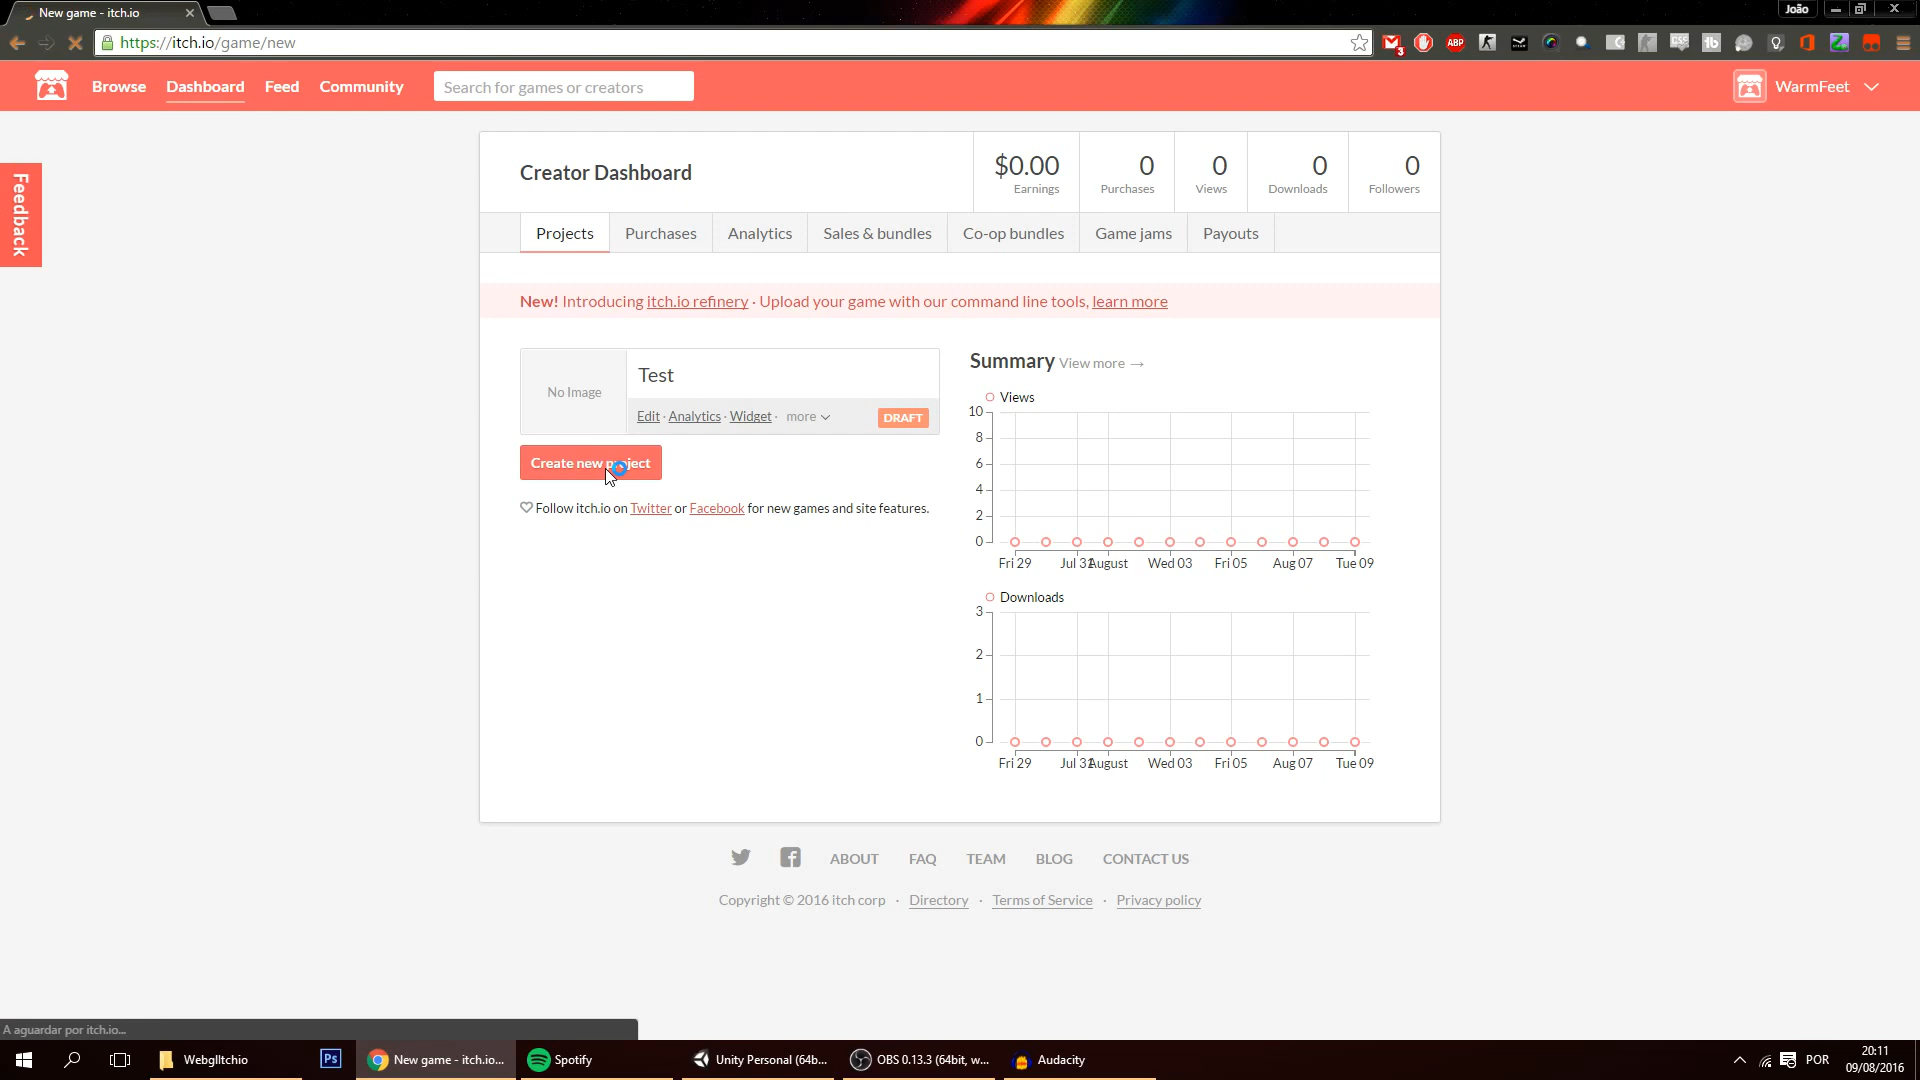 New game - itch.io
João
https://itch.io/game/new
3
ABP
Browse
Dashboard
Feed
Community
Search for games or creators
WarmFeet
Feedback
Creator Dashboard
$0.00
Earnings
0
Purchases
0
Views
0
Downloads
0
Followers
Projects
Purchases
Analytics
Sales & bundles
Co-op bundles
Game jams
Payouts
New! Introducing itch.io refinery · Upload your game with our command line tools, learn more
No Image
Test
Edit · Analytics · Widget · more
DRAFT
Create new project
Follow itch.io on Twitter or Facebook for new games and site features.
Summary View more →
Views
10
8
6
4
2
0
Fri 29
Jul 31
August
Wed 03
Fri 05
Aug 07
Tue 09
Downloads
3
2
1
0
Fri 29
Jul 31
August
Wed 03
Fri 05
Aug 07
Tue 09
ABOUT
FAQ
TEAM
BLOG
CONTACT US
Copyright © 2016 itch corp · Directory · Terms of Service · Privacy policy
A aguardar por itch.io...
WebglItchio
Ps
New game - itch.io...
Spotify
Unity Personal (64b...
OBS 0.13.3 (64bit, w...
Audacity
POR
20:11
09/08/2016